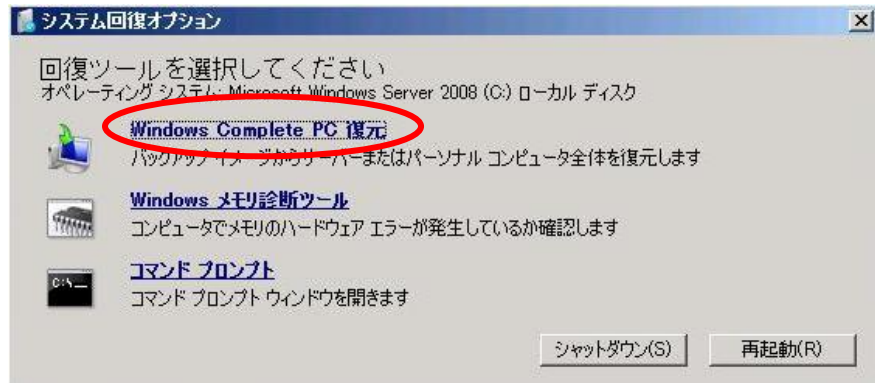 システム回復オプション
回復ツールを選択してください
オペレーティング システム: Microsoft Windows Server 2008 (C:) ローカル ディスク
Windows Complete PC 復元
バックアップ イメージからサーバーまたはパーソナル コンピュータ全体を復元します
Windows メモリ診断ツール
コンピュータでメモリのハードウェア エラーが発生しているか確認します
コマンド プロンプト
コマンド プロンプト ウィンドウを開きます
シャットダウン(S) 再起動(R)